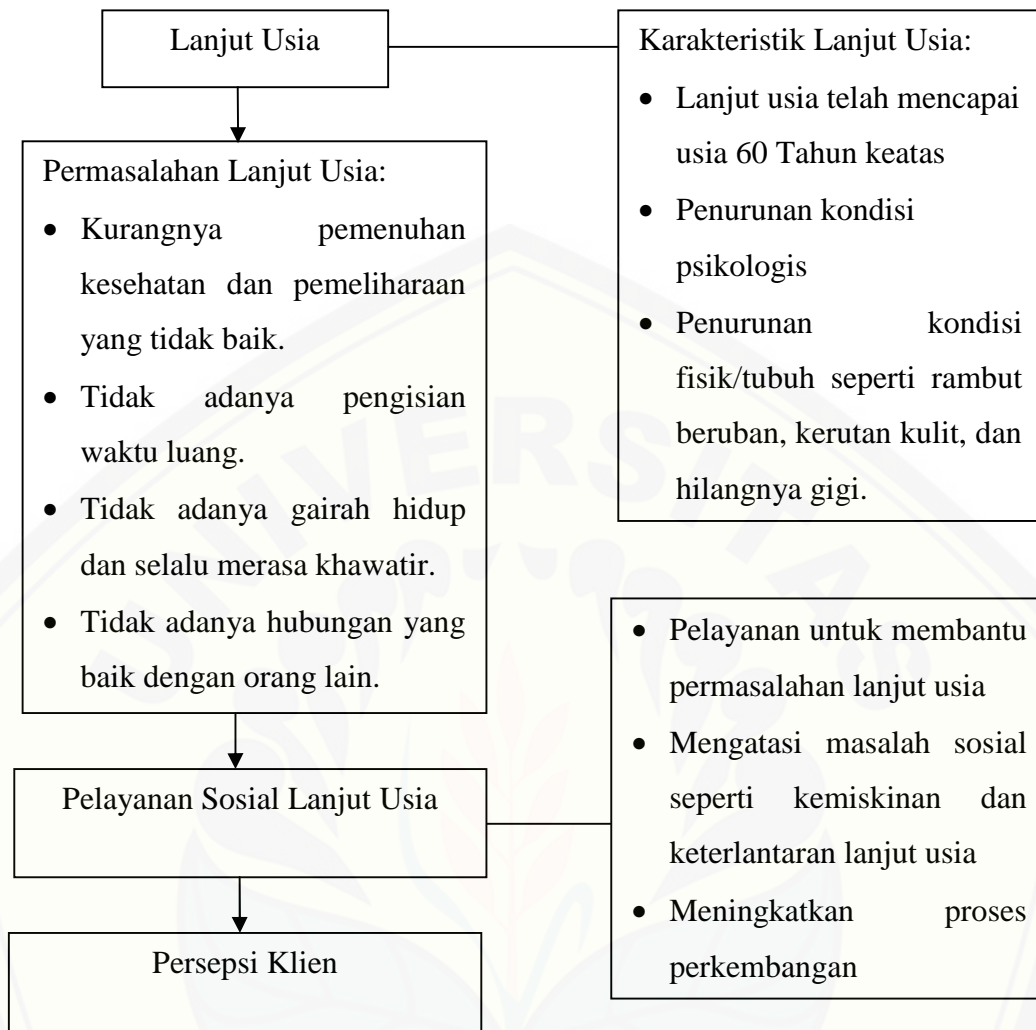 Lanjut Usia
Karakteristik Lanjut Usia:
• Lanjut usia telah mencapai
usia 60 Tahun keatas
• Penurunan kondisi
psikologis
• Penurunan kondisi
fisik/tubuh seperti rambut
beruban, kerutan kulit, dan
hilangnya gigi.
Permasalahan Lanjut Usia:
• Kurangnya pemenuhan
kesehatan dan pemeliharaan
yang tidak baik.
• Tidak adanya pengisian
waktu luang.
• Tidak adanya gairah hidup
dan selalu merasa khawatir.
• Tidak adanya hubungan yang
baik dengan orang lain.
Pelayanan Sosial Lanjut Usia
• Pelayanan untuk membantu
permasalahan lanjut usia
• Mengatasi masalah sosial
seperti kemiskinan dan
keterlantaran lanjut usia
• Meningkatkan proses
perkembangan
Persepsi Klien
UNIVERSITAS